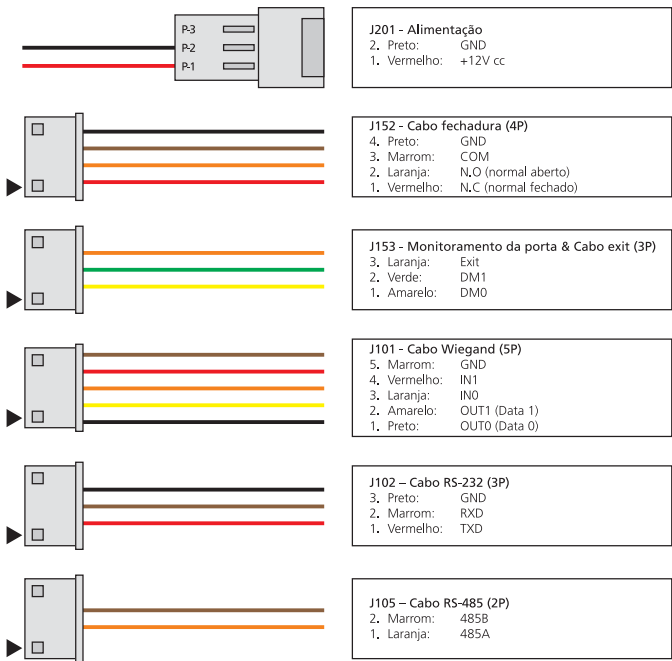 P-3
P-2
P-1
J201 - Alimentação
2. Preto: GND
1. Vermelho: +12V cc
J152 - Cabo fechadura (4P)
4. Preto: GND
3. Marrom: COM
2. Laranja: N.O (normal aberto)
1. Vermelho: N.C (normal fechado)
J153 - Monitoramento da porta & Cabo exit (3P)
3. Laranja: Exit
2. Verde: DM1
1. Amarelo: DM0
J101 - Cabo Wiegand (5P)
5. Marrom: GND
4. Vermelho: IN1
3. Laranja: IN0
2. Amarelo: OUT1 (Data 1)
1. Preto: OUT0 (Data 0)
J102 – Cabo RS-232 (3P)
3. Preto: GND
2. Marrom: RXD
1. Vermelho: TXD
J105 – Cabo RS-485 (2P)
2. Marrom: 485B
1. Laranja: 485A